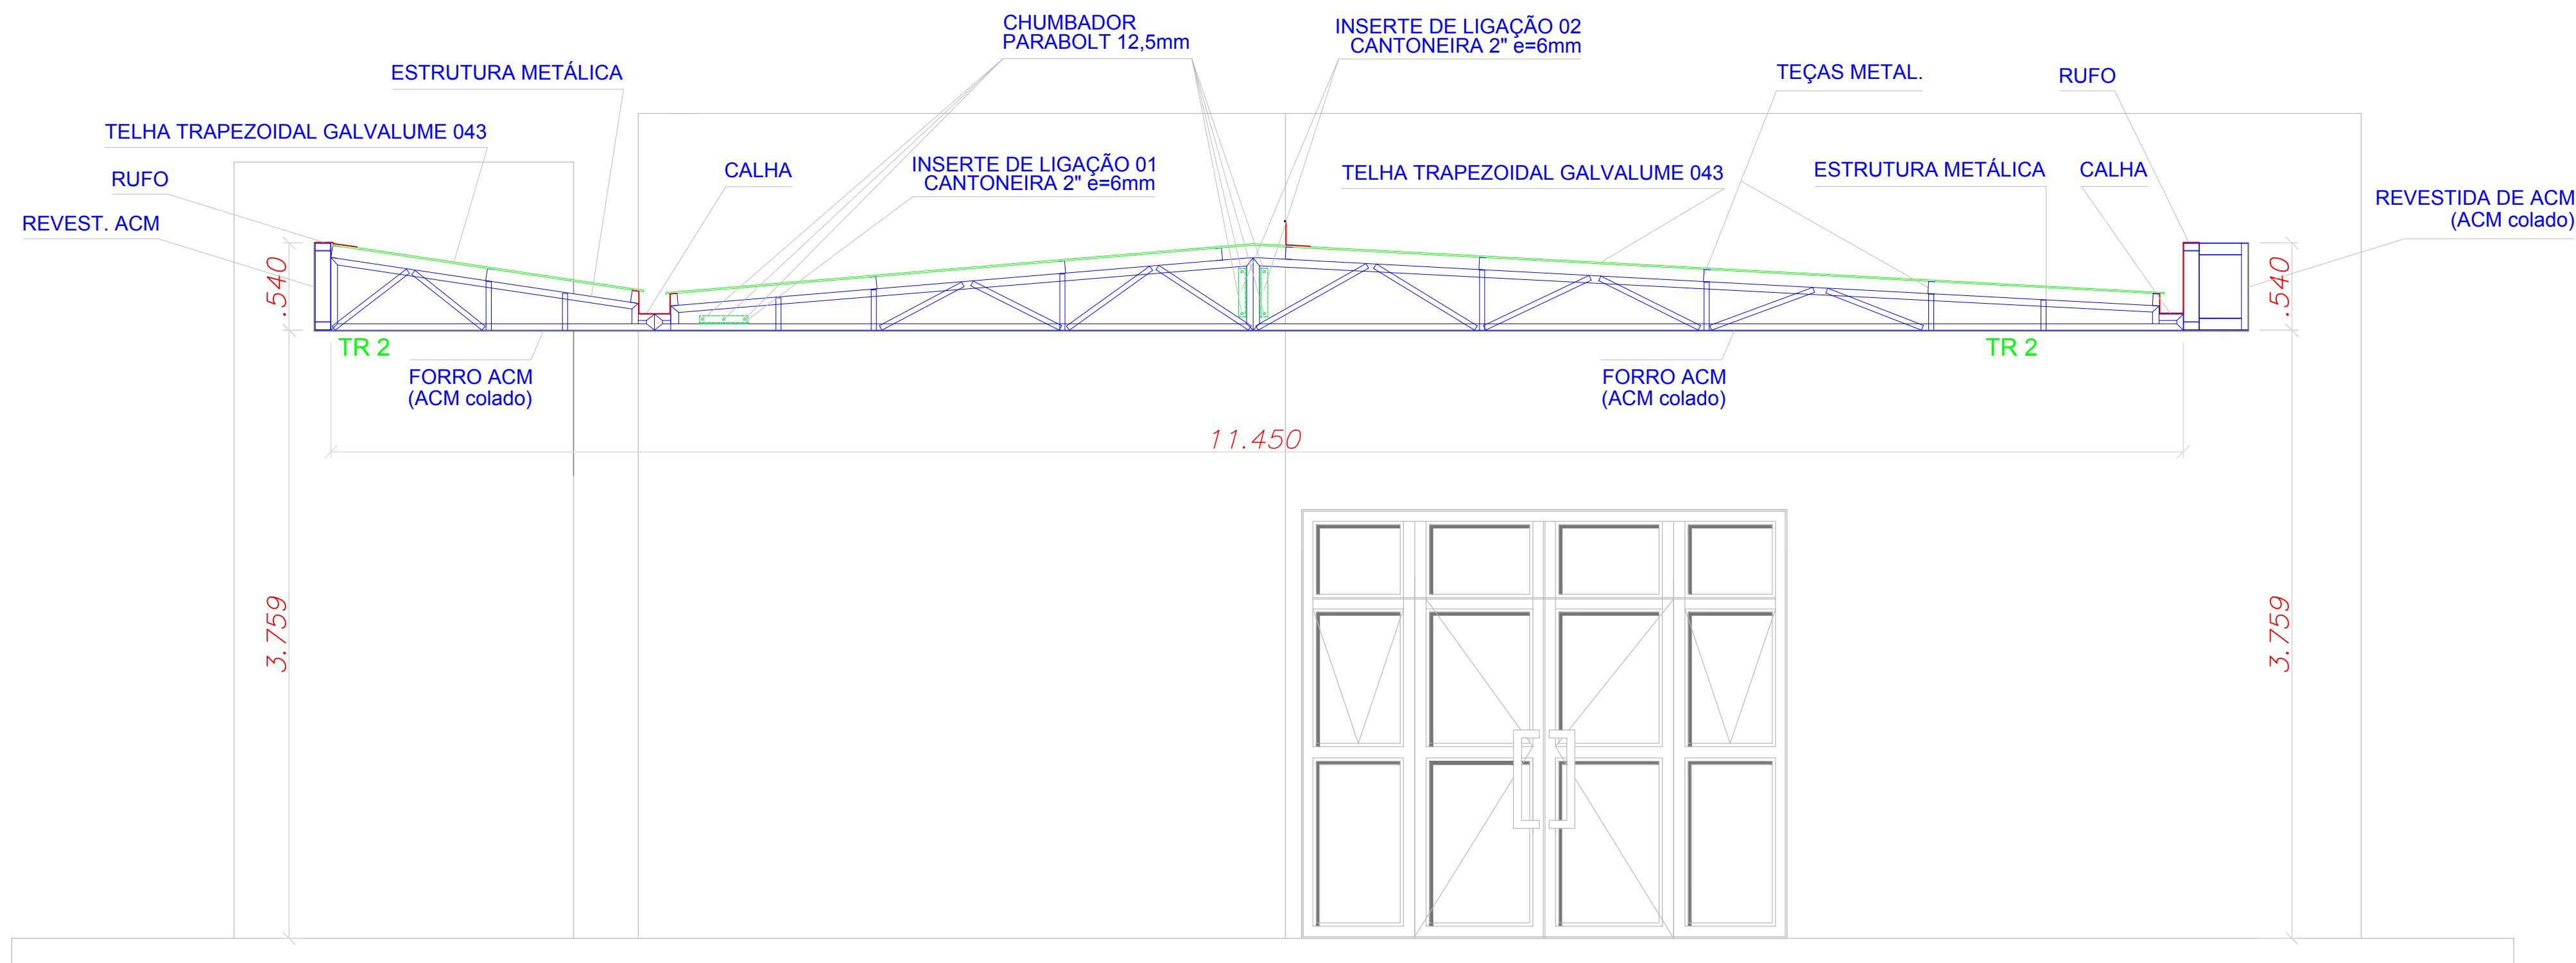 CHUMBADOR
PARABOLT 12,5mm
INSERTE DE LIGAÇÃO 02
CANTONEIRA 2" e=6mm
ESTRUTURA METÁLICA
TEÇAS METAL.
RUFO
TELHA TRAPEZOIDAL GALVALUME 043
CALHA
INSERTE DE LIGAÇÃO 01
CANTONEIRA 2" e=6mm
TELHA TRAPEZOIDAL GALVALUME 043
ESTRUTURA METÁLICA
CALHA
RUFO
REVESTIDA DE ACM
(ACM colado)
REVEST. ACM
.540
.540
TR 2
TR 2
FORRO ACM
(ACM colado)
FORRO ACM
(ACM colado)
11.450
3.759
3.759